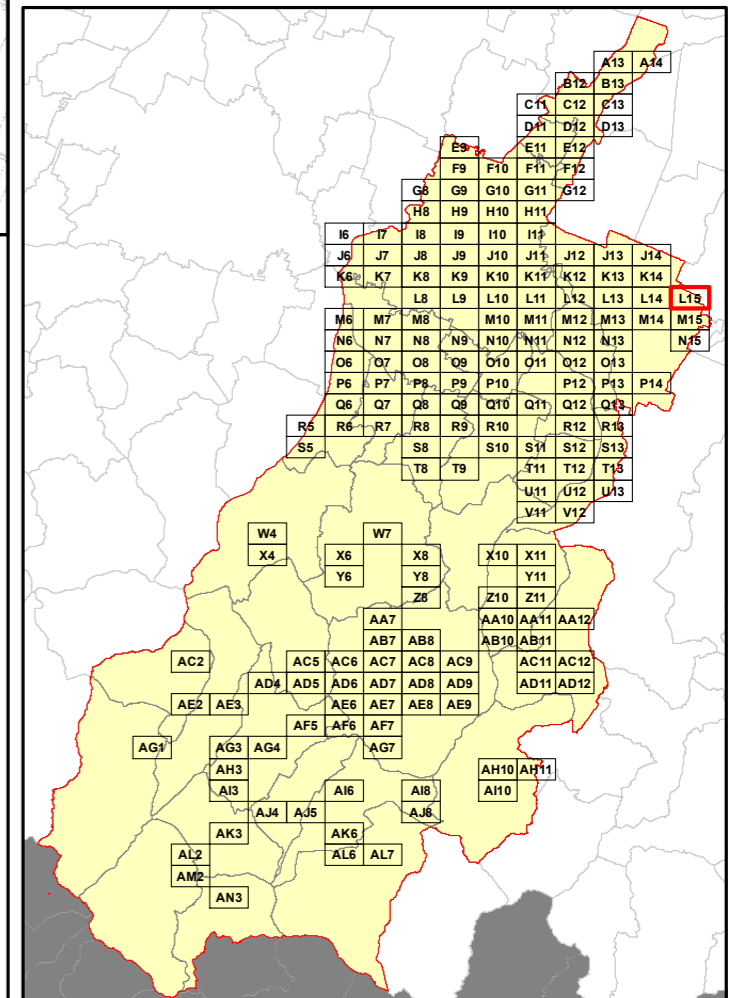 A13 A14
B12 B13
C11 C12 C13
D11 D12 D13
E9 E11 E12
F9 F10 F11 F12
G8 G9 G10 G11 G12
H8 H9 H10 H11
I6 I7 I8 I9 I10 I11
J6 J7 J8 J9 J10 J11 J12 J13 J14
K6 K7 K8 K9 K10 K11 K12 K13 K14
L8 L9 L10 L11 L12 L13 L14 L15
M6 M7 M8 M10 M11 M12 M13 M14 M15
N6 N7 N8 N9 N10 N11 N12 N13 N15
O6 O7 O8 O9 O10 O11 O12 O13
P6 P7 P8 P9 P10 P12 P13 P14
Q6 Q7 Q8 Q9 Q10 Q11 Q12 Q13
R5 R6 R7 R8 R9 R10 R12 R13
S5 S8 S10 S11 S12 S13
T8 T9 T11 T12 T13
U11 U12 U13
V11 V12
W4 W7
X4 X6 X8 X10 X11
Y6 Y8 Y11
Z8 Z10 Z11
AA7 AA10 AA11 AA12
AB7 AB8 AB10 AB11
AC2 AC5 AC6 AC7 AC8 AC9 AC11 AC12
AD4 AD5 AD6 AD7 AD8 AD9 AD11 AD12
AE2 AE3 AE6 AE7 AE8 AE9
AF5 AF6 AF7
AG1 AG3 AG4 AG7
AH3 AH10 AH11
AI3 AI6 AI8 AI10
AJ4 AJ5 AJ8
AK3 AK6
AL2 AL6 AL7
AM2
AN3